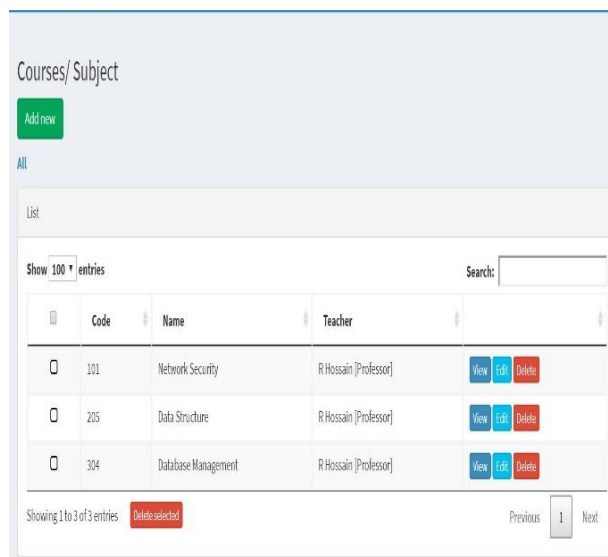 Courses/ Subject
Add new
All
List
Show 100 entries Search:
Code Name Teacher
101 Network Security R Hossain [Professor] View Edit Delete
205 Data Structure R Hossain [Professor] View Edit Delete
304 Database Management R Hossain [Professor] View Edit Delete
Showing 1 to 3 of 3 entries Delete selected Previous 1 Next